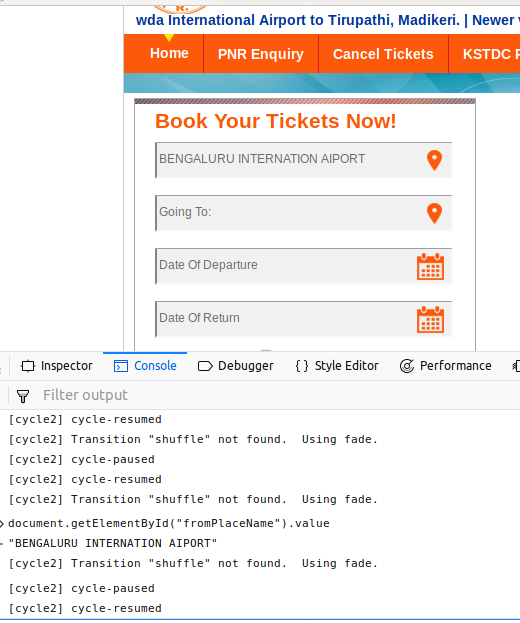 wda International Airport to Tirupathi, Madikeri. | Newer
Home
PNR Enquiry
Cancel Tickets
KSTDC
Book Your Tickets Now!
BENGALURU INTERNATION AIPORT
Going To:
Date Of Departure
Date Of Return
Inspector
Console
Debugger
{ } Style Editor
Performance
Filter output
[cycle2] cycle-resumed
[cycle2] Transition "shuffle" not found.  Using fade.
[cycle2] cycle-paused
[cycle2] cycle-resumed
[cycle2] Transition "shuffle" not found.  Using fade.
document.getElementById("fromPlaceName").value
"BENGALURU INTERNATION AIPORT"
[cycle2] Transition "shuffle" not found.  Using fade.
[cycle2] cycle-paused
[cycle2] cycle-resumed